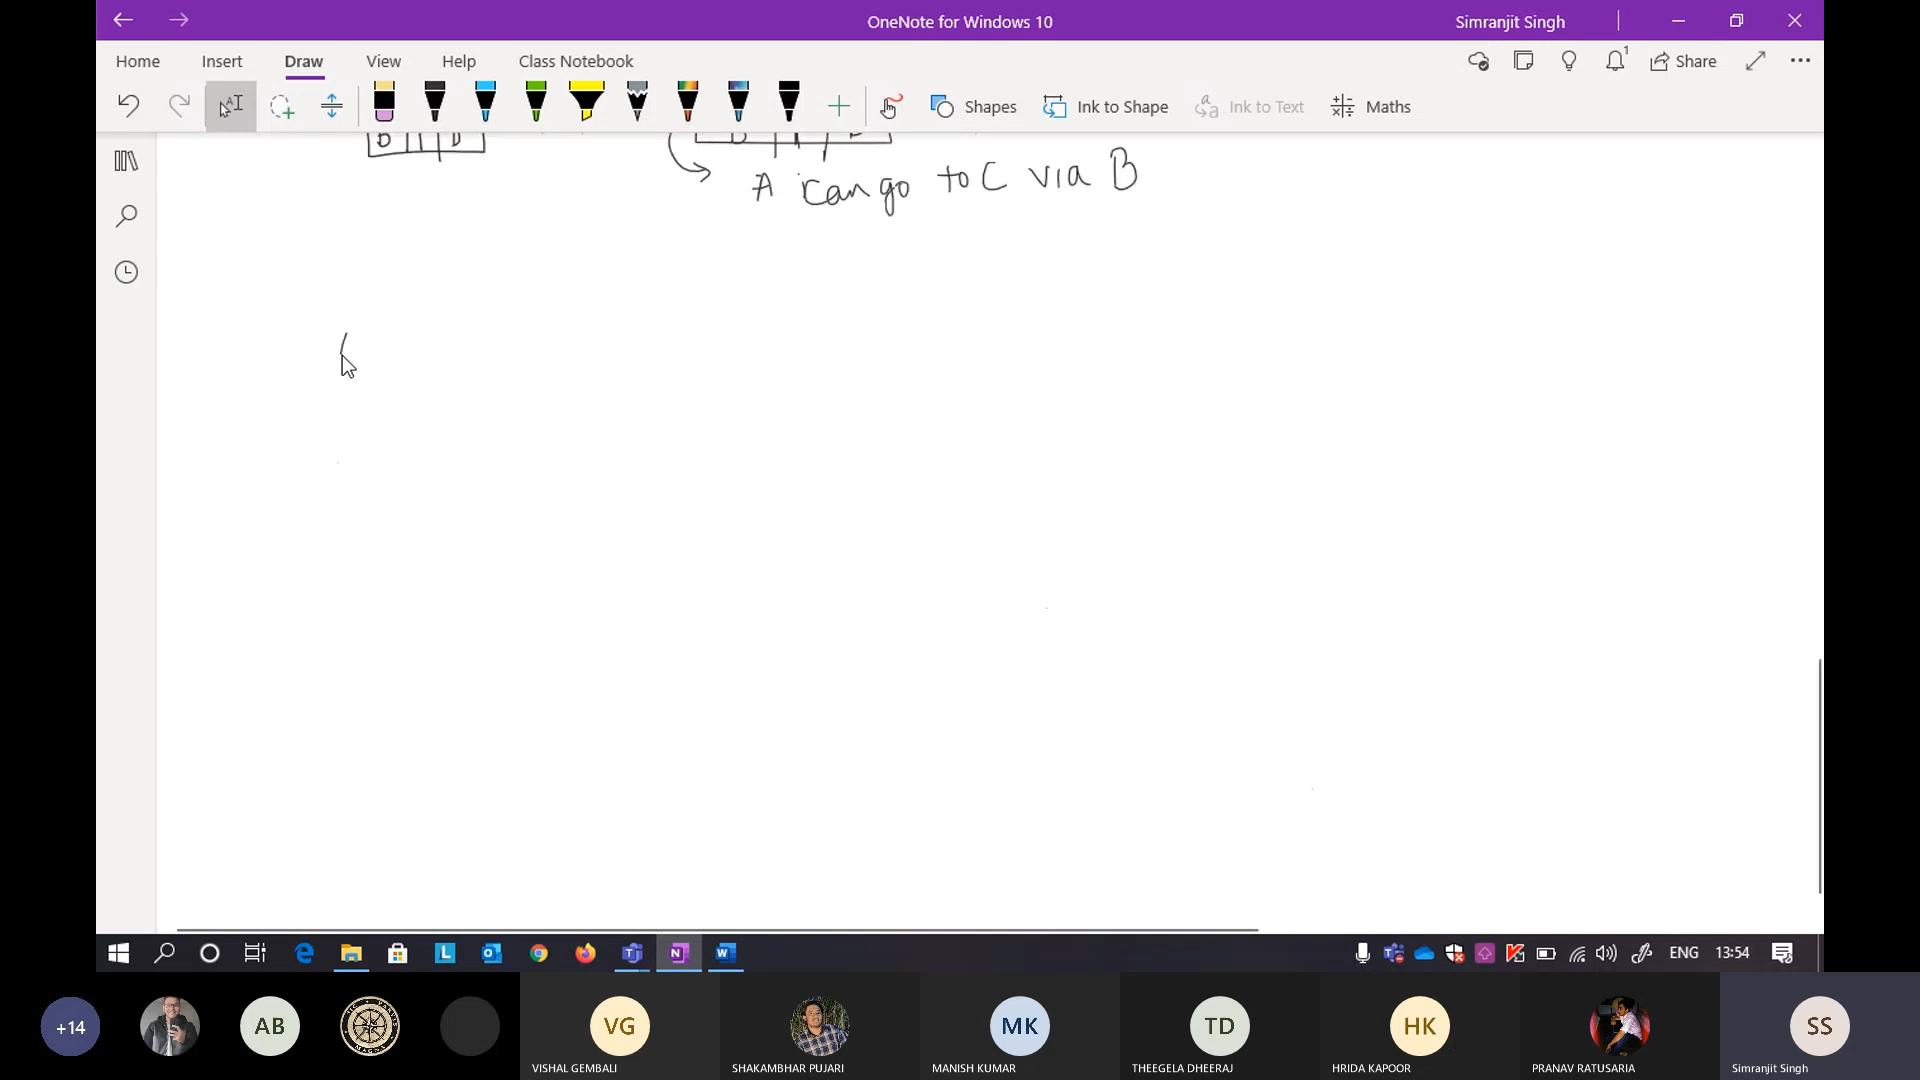 OneNote for Windows 10
Simranjit Singh
Home Insert Draw View Help Class Notebook
Share
Shapes Ink to Shape Ink to Text Maths
A can go to C via B
ENG 13:54
+14 AB VG MK TD HK SS
VISHAL GEMBALI SHAKAMBHAR PUJARI MANISH KUMAR THEEGELA DHEERAJ HRIDA KAPOOR PRANAV RATUSARIA Simranjit Singh